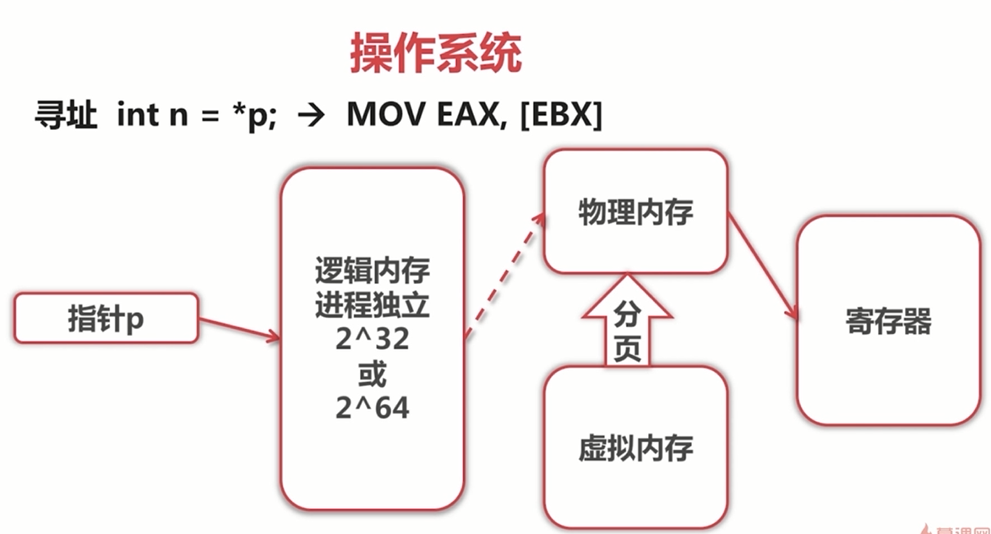 操作系统
寻址 int n = *p; → MOV EAX, [EBX]
指针p
逻辑内存
进程独立
2^32
或
2^64
物理内存
分
页
虚拟内存
寄存器